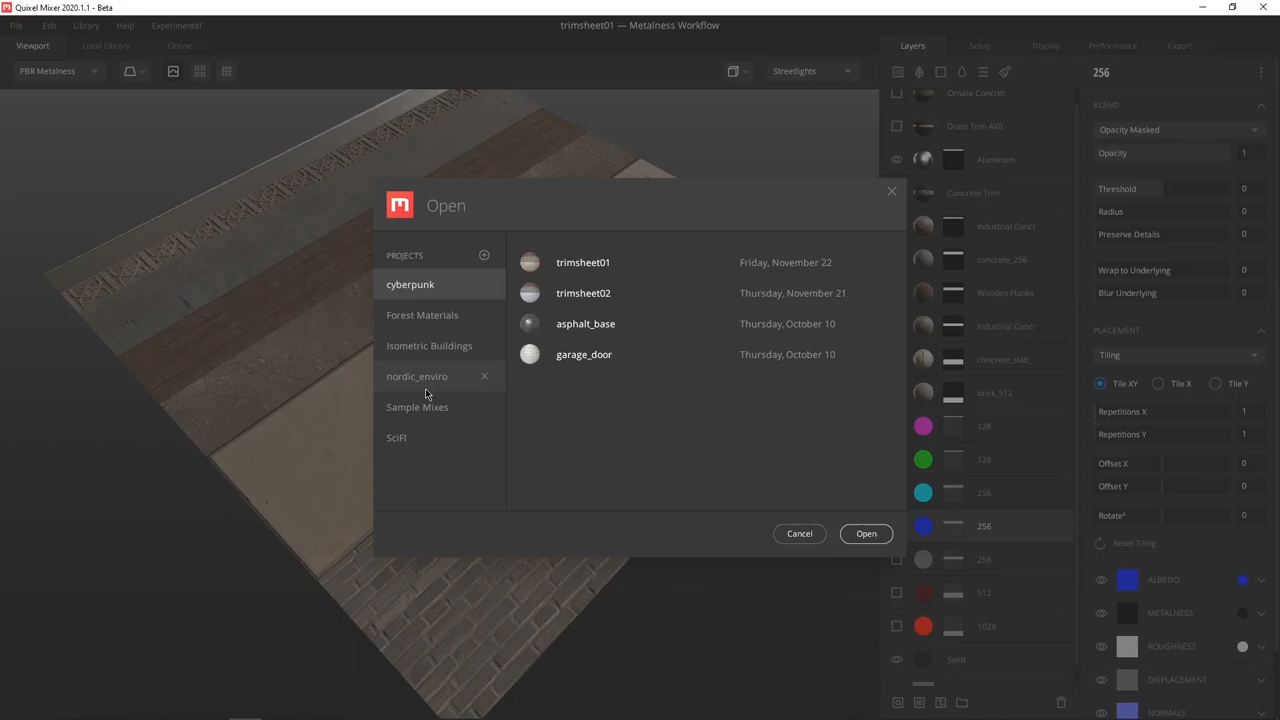 Quixel Mixer 2020.1.1 - Beta
File Edit Library Help Experimental
trimsheet01 — Metalness Workflow
Viewport Local Library Online
Layers Setup Display Performance Export
PBR Metalness
Streetlights
256
Ornate Concret
BLEND
Drain Trim 4X0.
Opacity Masked
Opacity 1
Aluminum
Threshold 0
Concrete Trim
Radius 0
Industrial Concr
Preserve Details 0
concrete_256
Wrap to Underlying 0
Wooden Planks
Blur Underlying 0
Industrial Concr
PLACEMENT
concrete_slab_
Tiling
brick_512
Tile XY Tile X Tile Y
Repetitions X 1
128
Repetitions Y 1
128
Offset X 0
256
Offset Y 0
256
Rotate° 0
256
Reset Tiling
512
ALBEDO
1024
METALNESS
Solid
ROUGHNESS
DISPLACEMENT
NORMALS
M Open
PROJECTS
cyberpunk
Forest Materials
Isometric Buildings
nordic_enviro
Sample Mixes
SciFI
trimsheet01 Friday, November 22
trimsheet02 Thursday, November 21
asphalt_base Thursday, October 10
garage_door Thursday, October 10
Cancel Open